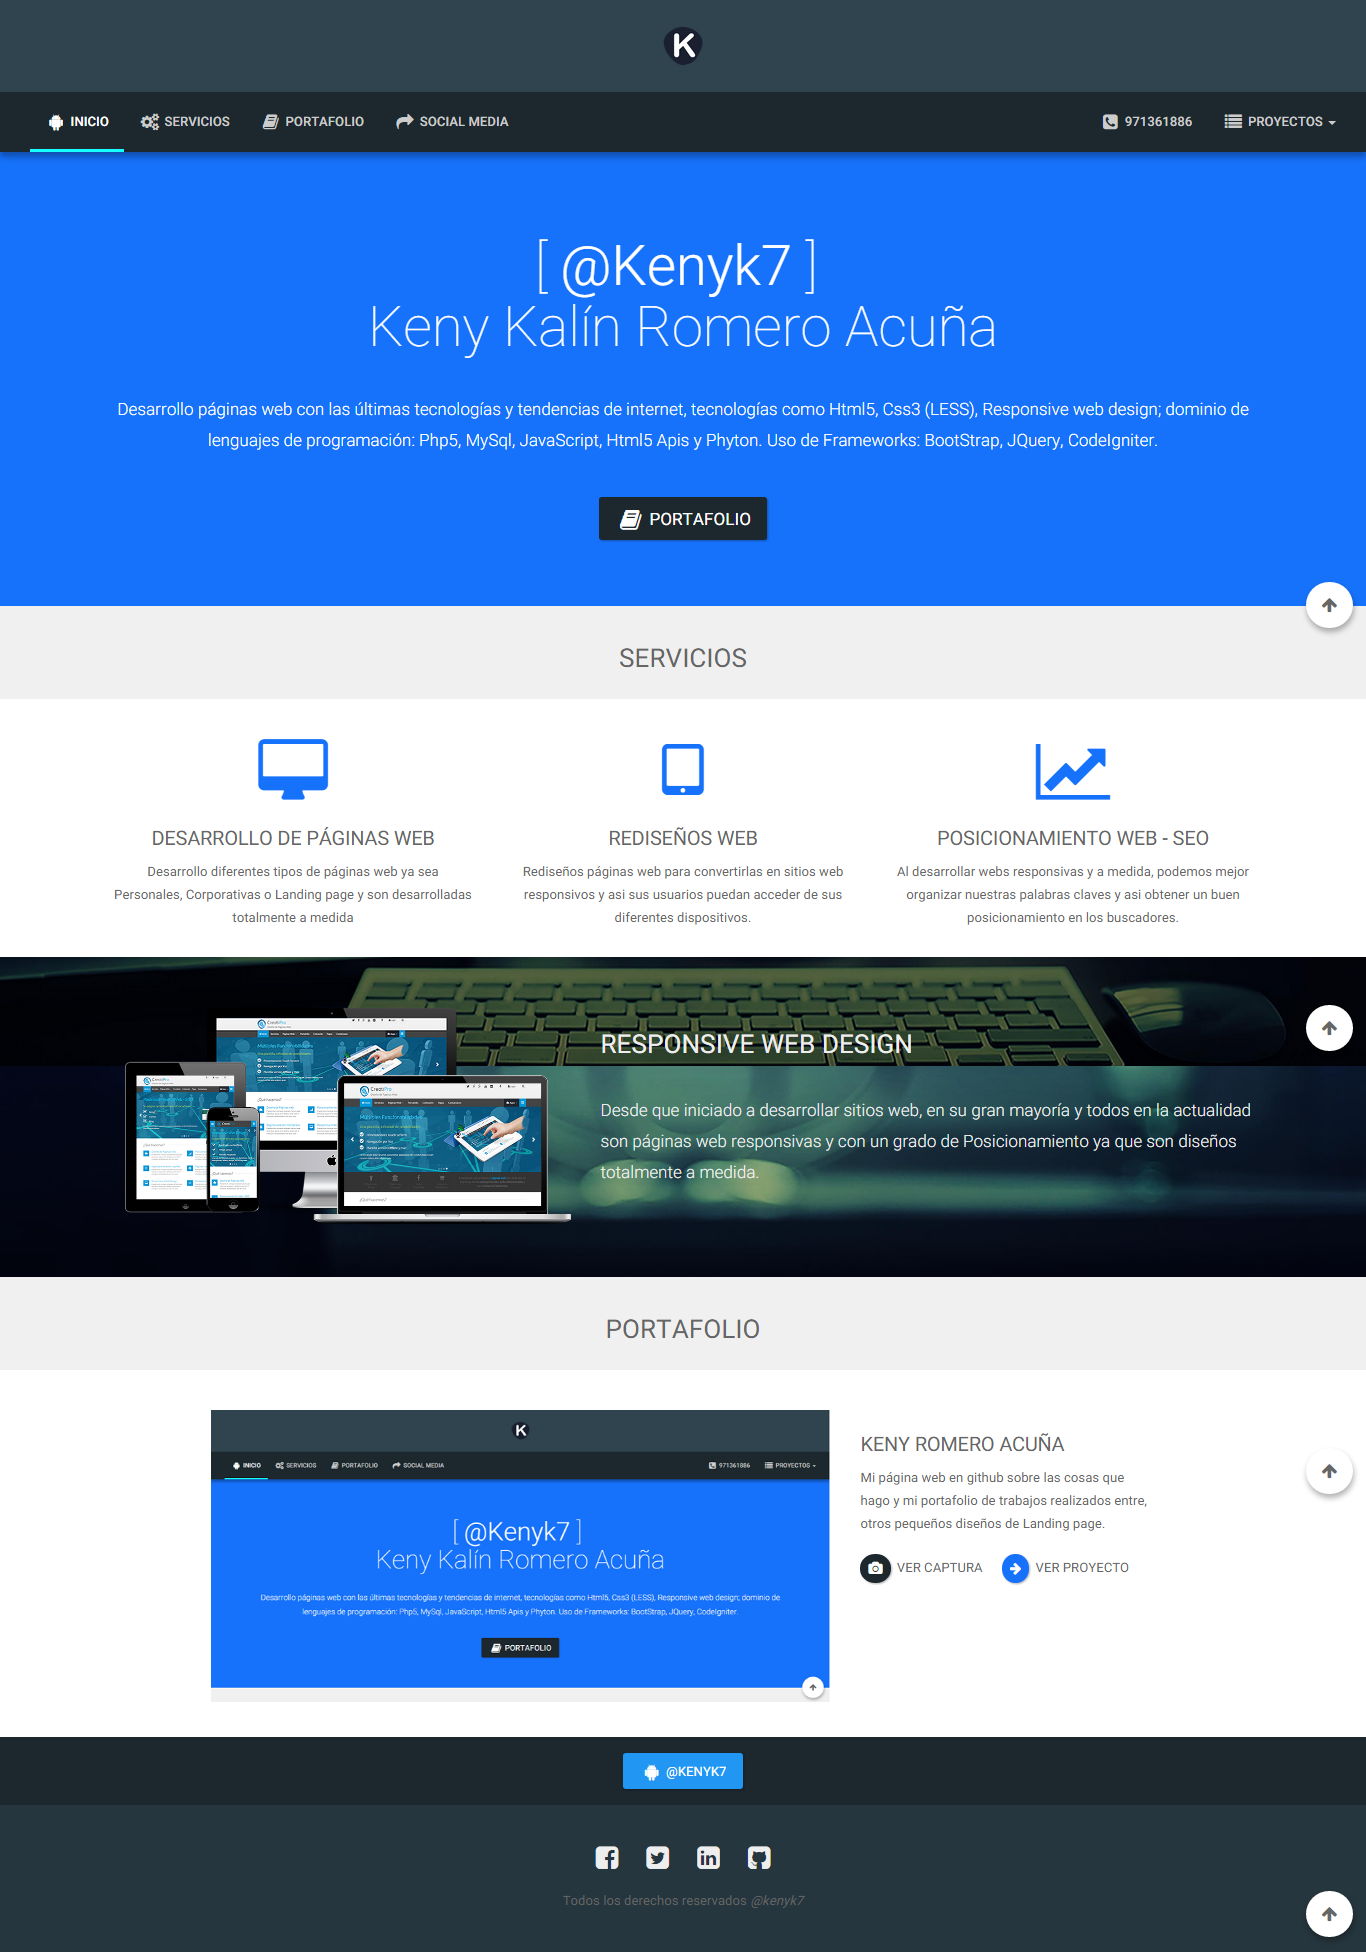 K
INICIO
SERVICIOS
PORTAFOLIO
SOCIAL MEDIA
971361886
PROYECTOS
[ @Kenyk7 ]
Keny Kalín Romero Acuña
Desarrollo páginas web con las últimas tecnologías y tendencias de internet, tecnologías como Html5, Css3 (LESS), Responsive web design; dominio de
lenguajes de programación: Php5, MySql, JavaScript, Html5 Apis y Phyton. Uso de Frameworks: BootStrap, JQuery, CodeIgniter.
PORTAFOLIO
SERVICIOS
DESARROLLO DE PÁGINAS WEB
Desarrollo diferentes tipos de páginas web ya sea
Personales, Corporativas o Landing page y son desarrolladas
totalmente a medida
REDISEÑOS WEB
Rediseños páginas web para convertirlas en sitios web
responsivos y asi sus usuarios puedan acceder de sus
diferentes dispositivos.
POSICIONAMIENTO WEB - SEO
Al desarrollar webs responsivas y a medida, podemos mejor
organizar nuestras palabras claves y asi obtener un buen
posicionamiento en los buscadores.
RESPONSIVE WEB DESIGN
Desde que iniciado a desarrollar sitios web, en su gran mayoría y todos en la actualidad
son páginas web responsivas y con un grado de Posicionamiento ya que son diseños
totalmente a medida.
PORTAFOLIO
K
INICIO
SERVICIOS
PORTAFOLIO
SOCIAL MEDIA
971361886
PROYECTOS
[ @Kenyk7 ]
Keny Kalín Romero Acuña
Desarrollo páginas web con las últimas tecnologías y tendencias de internet, tecnologías como Html5, Css3 (LESS), Responsive web design; dominio de
lenguajes de programación: Php5, MySql, JavaScript, Html5 Apis y Phyton. Uso de Frameworks: BootStrap, JQuery, CodeIgniter.
PORTAFOLIO
KENY ROMERO ACUÑA
Mi página web en github sobre las cosas que
hago y mi portafolio de trabajos realizados entre,
otros pequeños diseños de Landing page.
VER CAPTURA
VER PROYECTO
@KENYK7
Todos los derechos reservados @kenyk7